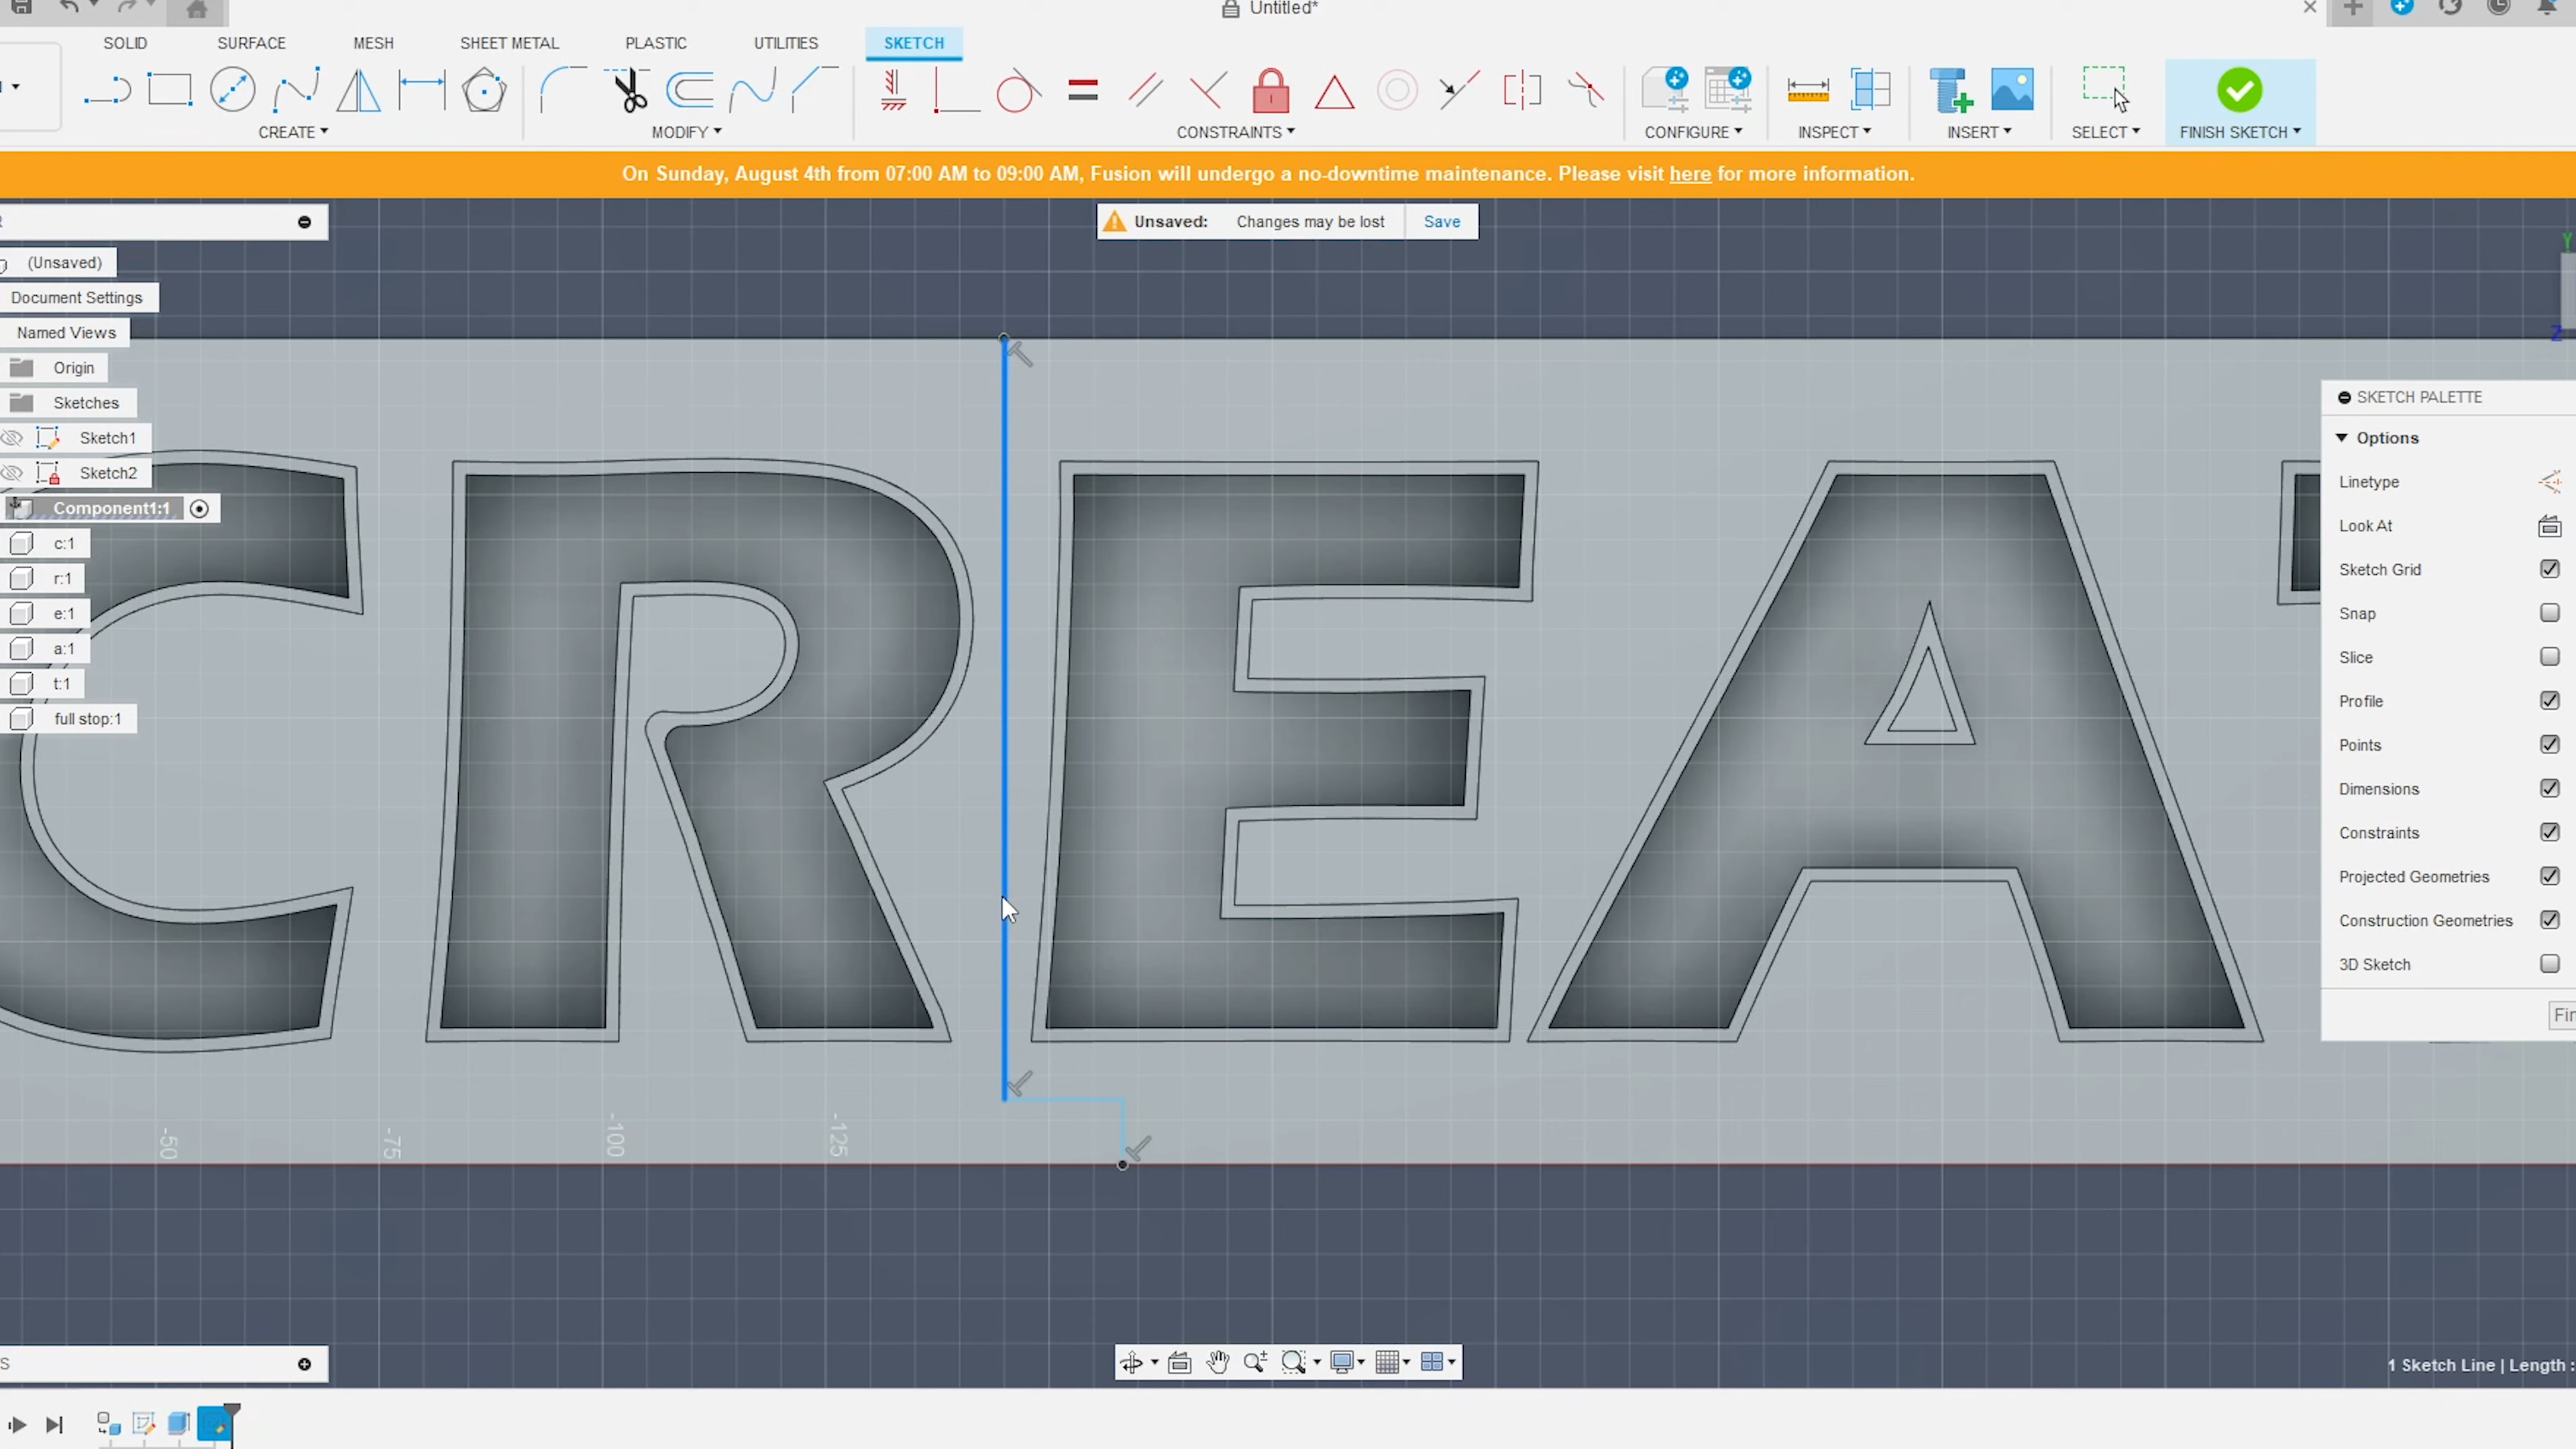 Untitled*
SOLID SURFACE MESH SHEET METAL PLASTIC UTILITIES SKETCH
CREATE MODIFY CONSTRAINTS CONFIGURE INSPECT INSERT SELECT FINISH SKETCH
On Sunday, August 4th from 07:00 AM to 09:00 AM, Fusion will undergo a no-downtime maintenance. Please visit here for more information.
Unsaved: Changes may be lost Save
(Unsaved)
Document Settings
Named Views
Origin
Sketches
Sketch1
Sketch2
Component1:1
c:1
r:1
e:1
a:1
t:1
full stop:1
Y
Z
CREA
-50
-75
-100
-125
SKETCH PALETTE
Options
Linetype
Look At
Sketch Grid
Snap
Slice
Profile
Points
Dimensions
Constraints
Projected Geometries
Construction Geometries
3D Sketch
Fin
S
1 Sketch Line | Length :